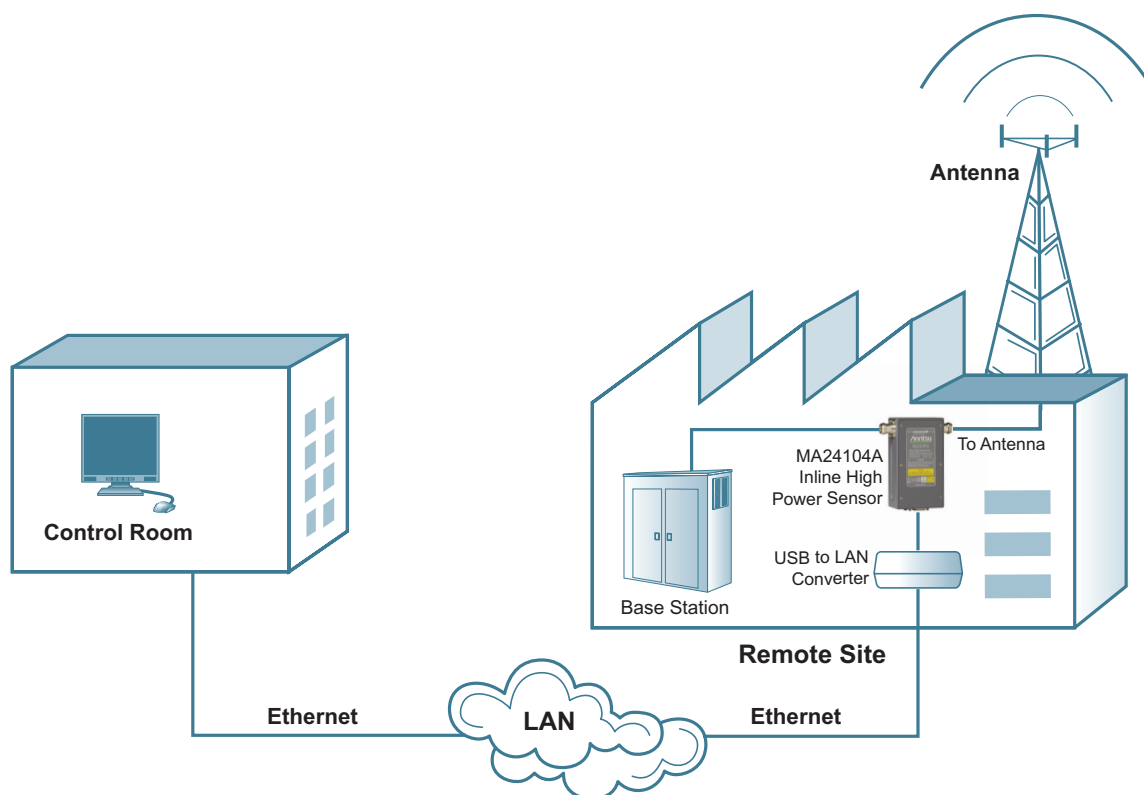 Antenna
MA24104A
Inline High
Power Sensor
To Antenna
Control Room
USB to LAN
Converter
Base Station
Remote Site
Ethernet
LAN
Ethernet
/inritsu